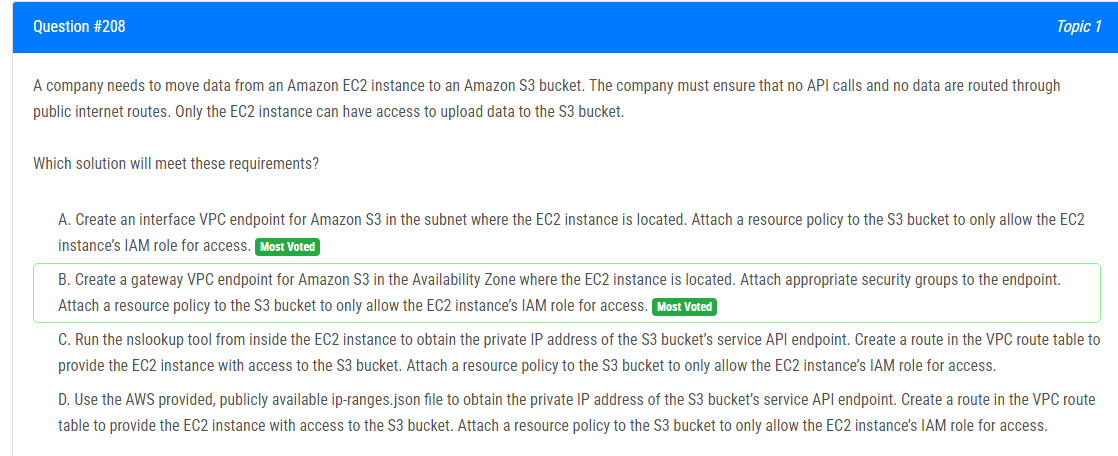 Question #208
Topic 1
A company needs to move data from an Amazon EC2 instance to an Amazon S3 bucket. The company must ensure that no API calls and no data are routed through
public internet routes. Only the EC2 instance can have access to upload data to the S3 bucket.
Which solution will meet these requirements?
A. Create an interface VPC endpoint for Amazon S3 in the subnet where the EC2 instance is located. Attach a resource policy to the S3 bucket to only allow the EC2
instance's IAM role for access. Most Voted
B. Create a gateway VPC endpoint for Amazon S3 in the Availability Zone where the EC2 instance is located. Attach appropriate security groups to the endpoint.
Attach a resource policy to the S3 bucket to only allow the EC2 instance's IAM role for access. Most Voted
C. Run the nslookup tool from inside the EC2 instance to obtain the private IP address of the S3 bucket's service API endpoint. Create a route in the VPC route table to
provide the EC2 instance with access to the S3 bucket. Attach a resource policy to the S3 bucket to only allow the EC2 instance's IAM role for access.
D. Use the AWS provided, publicly available ip-ranges.json file to obtain the private IP address of the S3 bucket's service API endpoint. Create a route in the VPC route
table to provide the EC2 instance with access to the S3 bucket. Attach a resource policy to the S3 bucket to only allow the EC2 instance's IAM role for access.